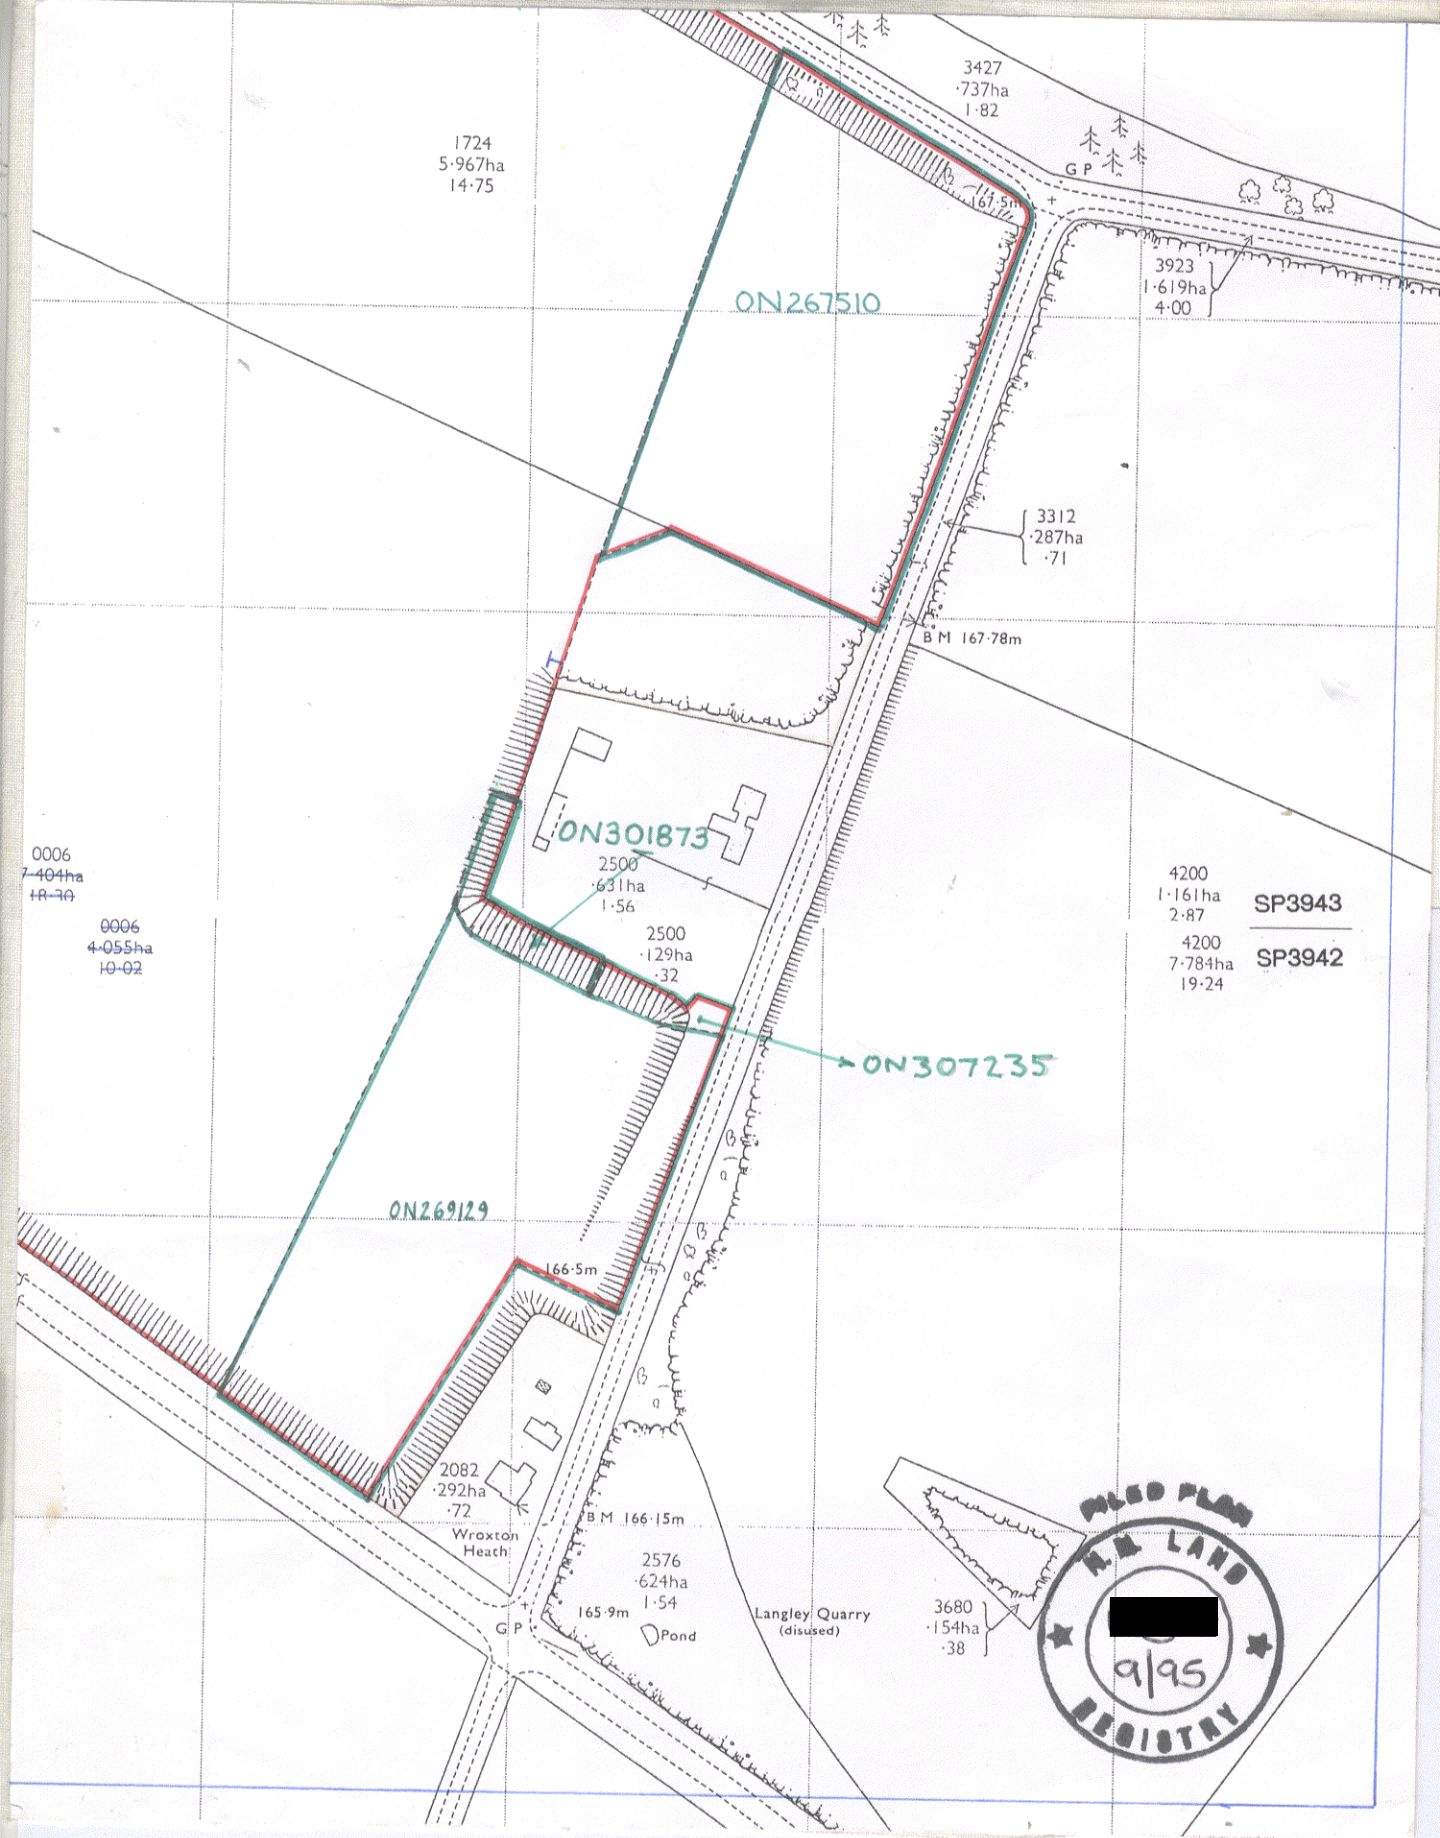 3427
·737ha
1·82
1724
5·967ha
14·75
GP
167·5m
3923
1·619ha
4·00
ON267510
3312
·287ha
·71
BM 167·78m
T
ON301873
2500
·631ha
1·56
0006
7·404ha
18·30
0006
4·055ha
10·02
2500
·129ha
·32
4200
1·161ha
2·87
SP3943
4200
7·784ha
19·24
SP3942
ON307235
ON269129
166·5m
2082
·292ha
·72
Wroxton
Heath
BM 166·15m
2576
·624ha
1·54
165·9m
Pond
GP
Langley Quarry
(disused)
3680
·154ha
·38
FILED PLAN
H.M. LAND
9/95
REGISTRY